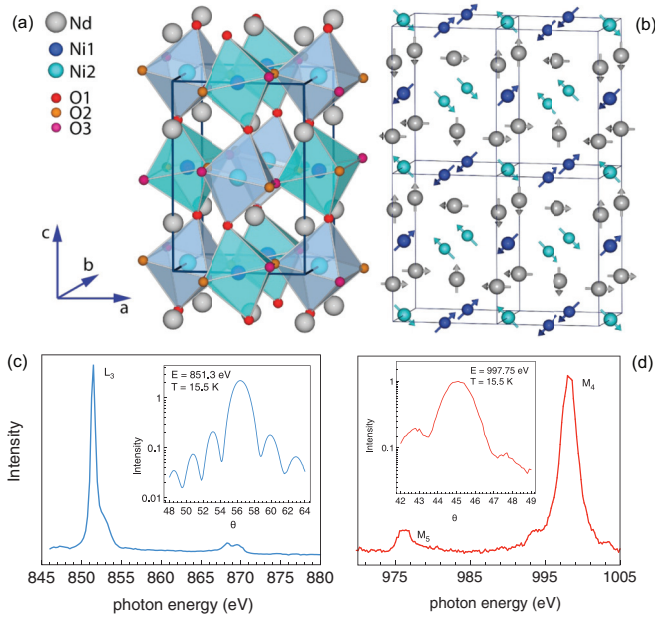 (a)
Nd
Ni1
Ni2
O1
O2
O3
c
b
a
(b)
(c)
L3
E = 851.3 eV
T = 15.5 K
Intensity
1
0.1
0.01
48 50 52 54 56 58 60 62 64
θ
Intensity
845 850 855 860 865 870 875 880
photon energy (eV)
(d)
E = 997.75 eV
T = 15.5 K
Intensity
1
0.1
42 43 44 45 46 47 48 49
θ
M4
M5
975 985 995 1005
photon energy (eV)